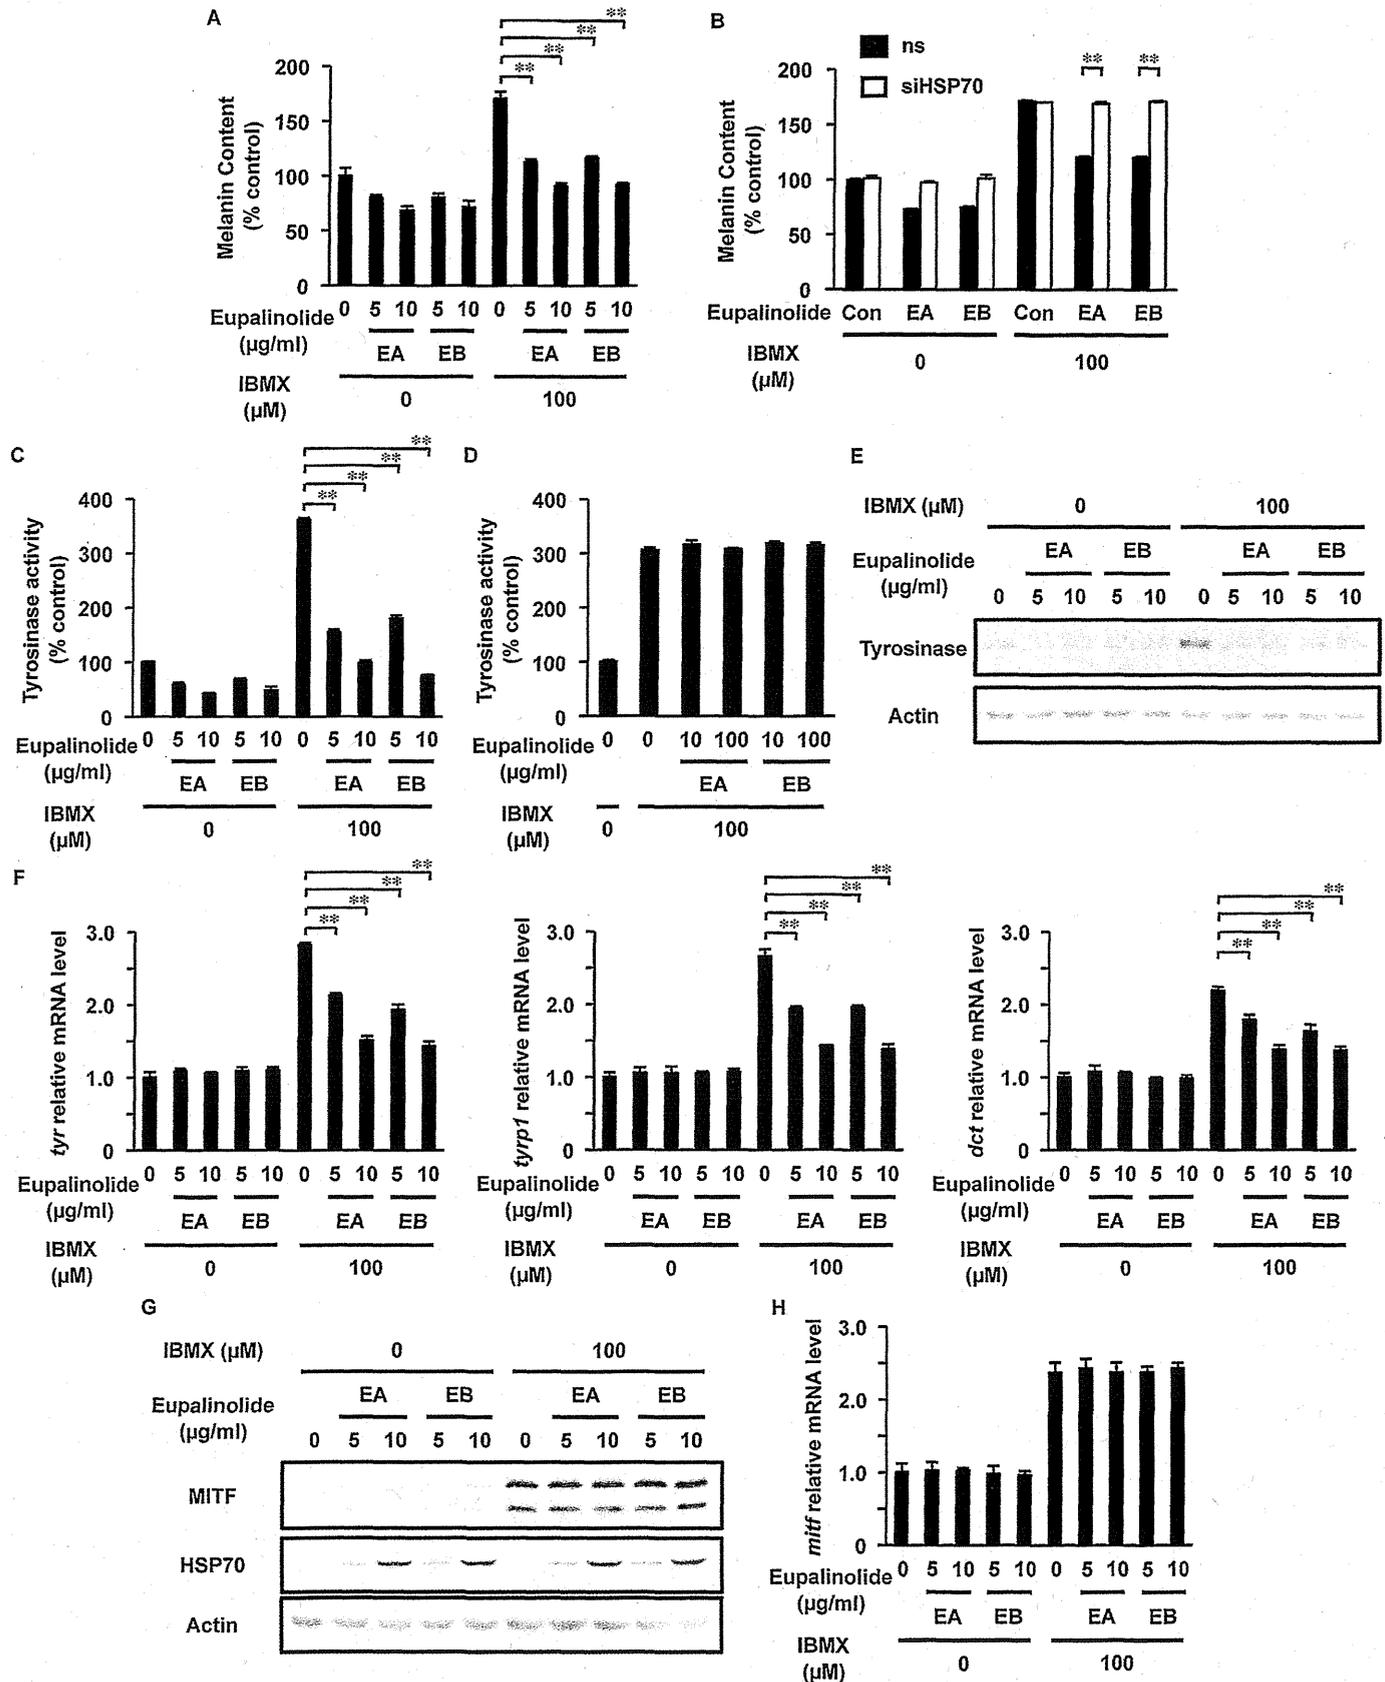 A
200
150
100
50
0
Melanin Content
(% control)
**
**
**
**
0 5 10 5 10 0 5 10 5 10
Eupalinolide
(µg/ml)
EA EB EA EB
IBMX
(µM)
0 100
B
ns
siHSP70
200
150
100
50
0
Melanin Content
(% control)
** **
Eupalinolide Con EA EB Con EA EB
IBMX
(µM)
0 100
C
400
300
200
100
0
Tyrosinase activity
(% control)
**
**
**
**
0 5 10 5 10 0 5 10 5 10
Eupalinolide
(µg/ml)
EA EB EA EB
IBMX
(µM)
0 100
D
400
300
200
100
0
Tyrosinase activity
(% control)
Eupalinolide 0 0 10 100 10 100
(µg/ml)
EA EB
IBMX
(µM)
0 100
E
IBMX (µM) 0 100
EA EB EA EB
Eupalinolide
(µg/ml)
0 5 10 5 10 0 5 10 5 10
Tyrosinase
Actin
F
3.0
2.0
1.0
0
tyr relative mRNA level
**
**
**
**
0 5 10 5 10 0 5 10 5 10
Eupalinolide
(µg/ml)
EA EB EA EB
IBMX
(µM)
0 100
3.0
2.0
1.0
0
tyrp1 relative mRNA level
**
**
**
**
0 5 10 5 10 0 5 10 5 10
Eupalinolide
(µg/ml)
EA EB EA EB
IBMX
(µM)
0 100
3.0
2.0
1.0
0
dct relative mRNA level
**
**
**
**
0 5 10 5 10 0 5 10 5 10
Eupalinolide
(µg/ml)
EA EB EA EB
IBMX
(µM)
0 100
G
IBMX (µM) 0 100
EA EB EA EB
Eupalinolide
(µg/ml)
0 5 10 5 10 0 5 10 5 10
MITF
HSP70
Actin
H
3.0
2.0
1.0
0
mitf relative mRNA level
0 5 10 5 10 0 5 10 5 10
Eupalinolide
(µg/ml)
EA EB EA EB
IBMX
(µM)
0 100